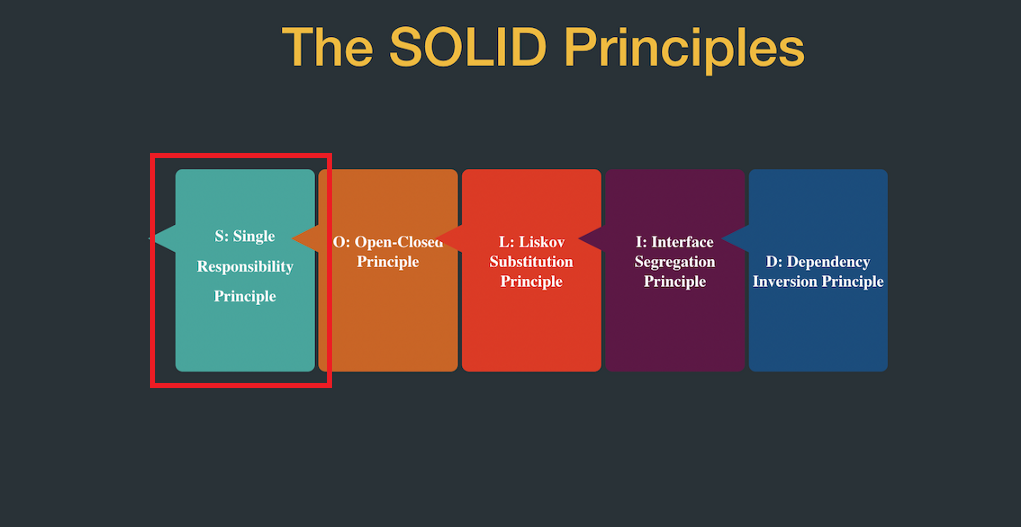 The SOLID Principles
S: Single
Responsibility
Principle
O: Open-Closed
Principle
L: Liskov
Substitution
Principle
I: Interface
Segregation
Principle
D: Dependency
Inversion Principle